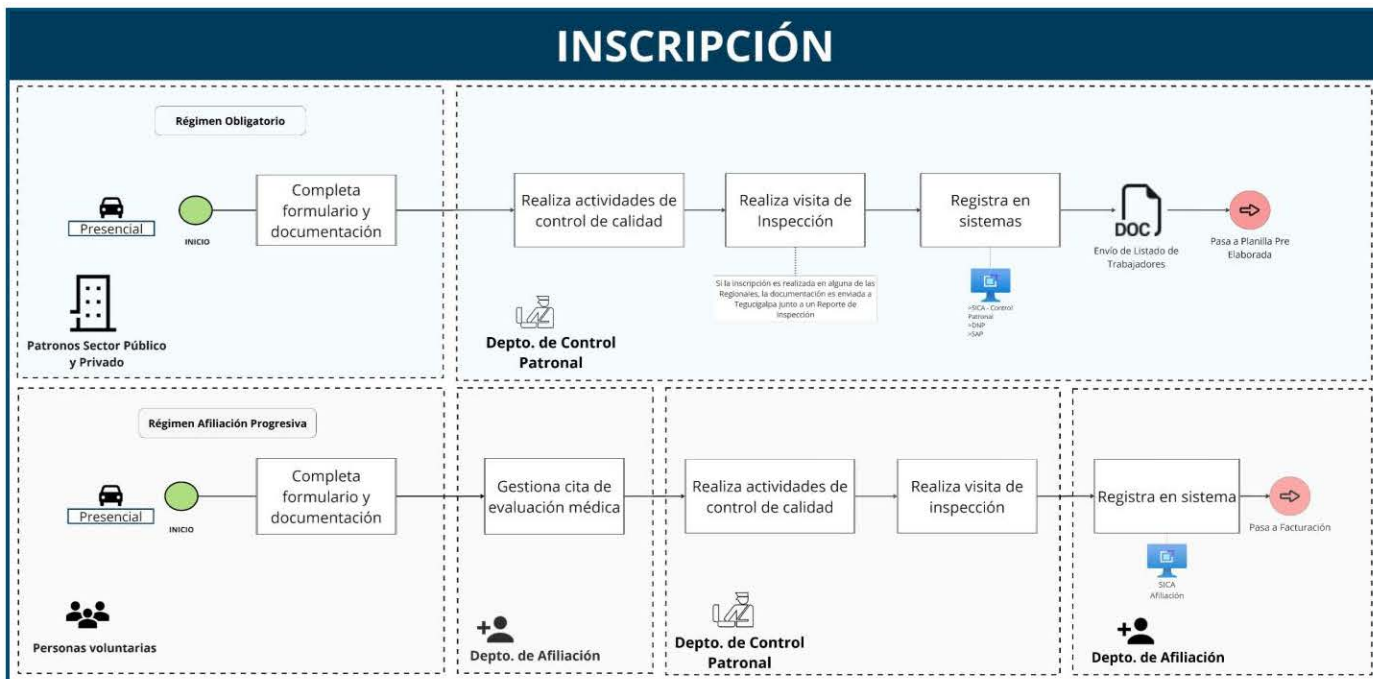 INSCRIPCIÓN
Régimen Obligatorio
Presencial
INICIO
Completa
formulario y
documentación
Patronos Sector Público
y Privado
Realiza actividades de
control de calidad
Realiza visita de
Inspección
Si la inscripción es realizada en alguna de las
Regionales, la documentación es enviada a
Tegucigalpa junto a un Reporte de
Inspección
Registra en
sistemas
>SICA - Control
Patronal
>DNP
>SAP
DOC
Envío de Listado de
Trabajadores
Pasa a Planilla Pre
Elaborada
Depto. de Control
Patronal
Régimen Afiliación Progresiva
Presencial
INICIO
Completa
formulario y
documentación
Personas voluntarias
Gestiona cita de
evaluación médica
Depto. de Afiliación
Realiza actividades de
control de calidad
Realiza visita de
inspección
Depto. de Control
Patronal
Registra en sistema
SICA
Afiliación
Pasa a Facturación
Depto. de Afiliación